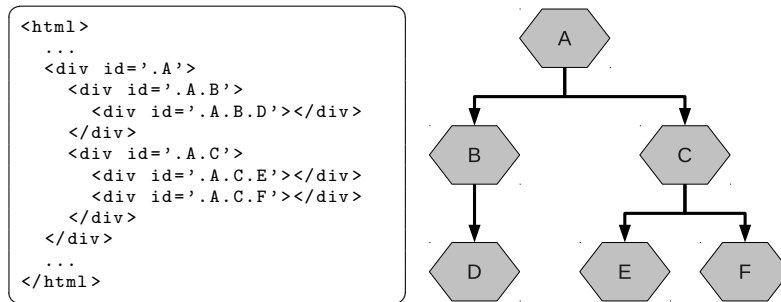 <html>
...
<div id='.A'>
<div id='.A.B'>
<div id='.A.B.D'></div>
</div>
<div id='.A.C'>
<div id='.A.C.E'></div>
<div id='.A.C.F'></div>
</div>
</div>
...
</html>
A
B
C
D
E
F